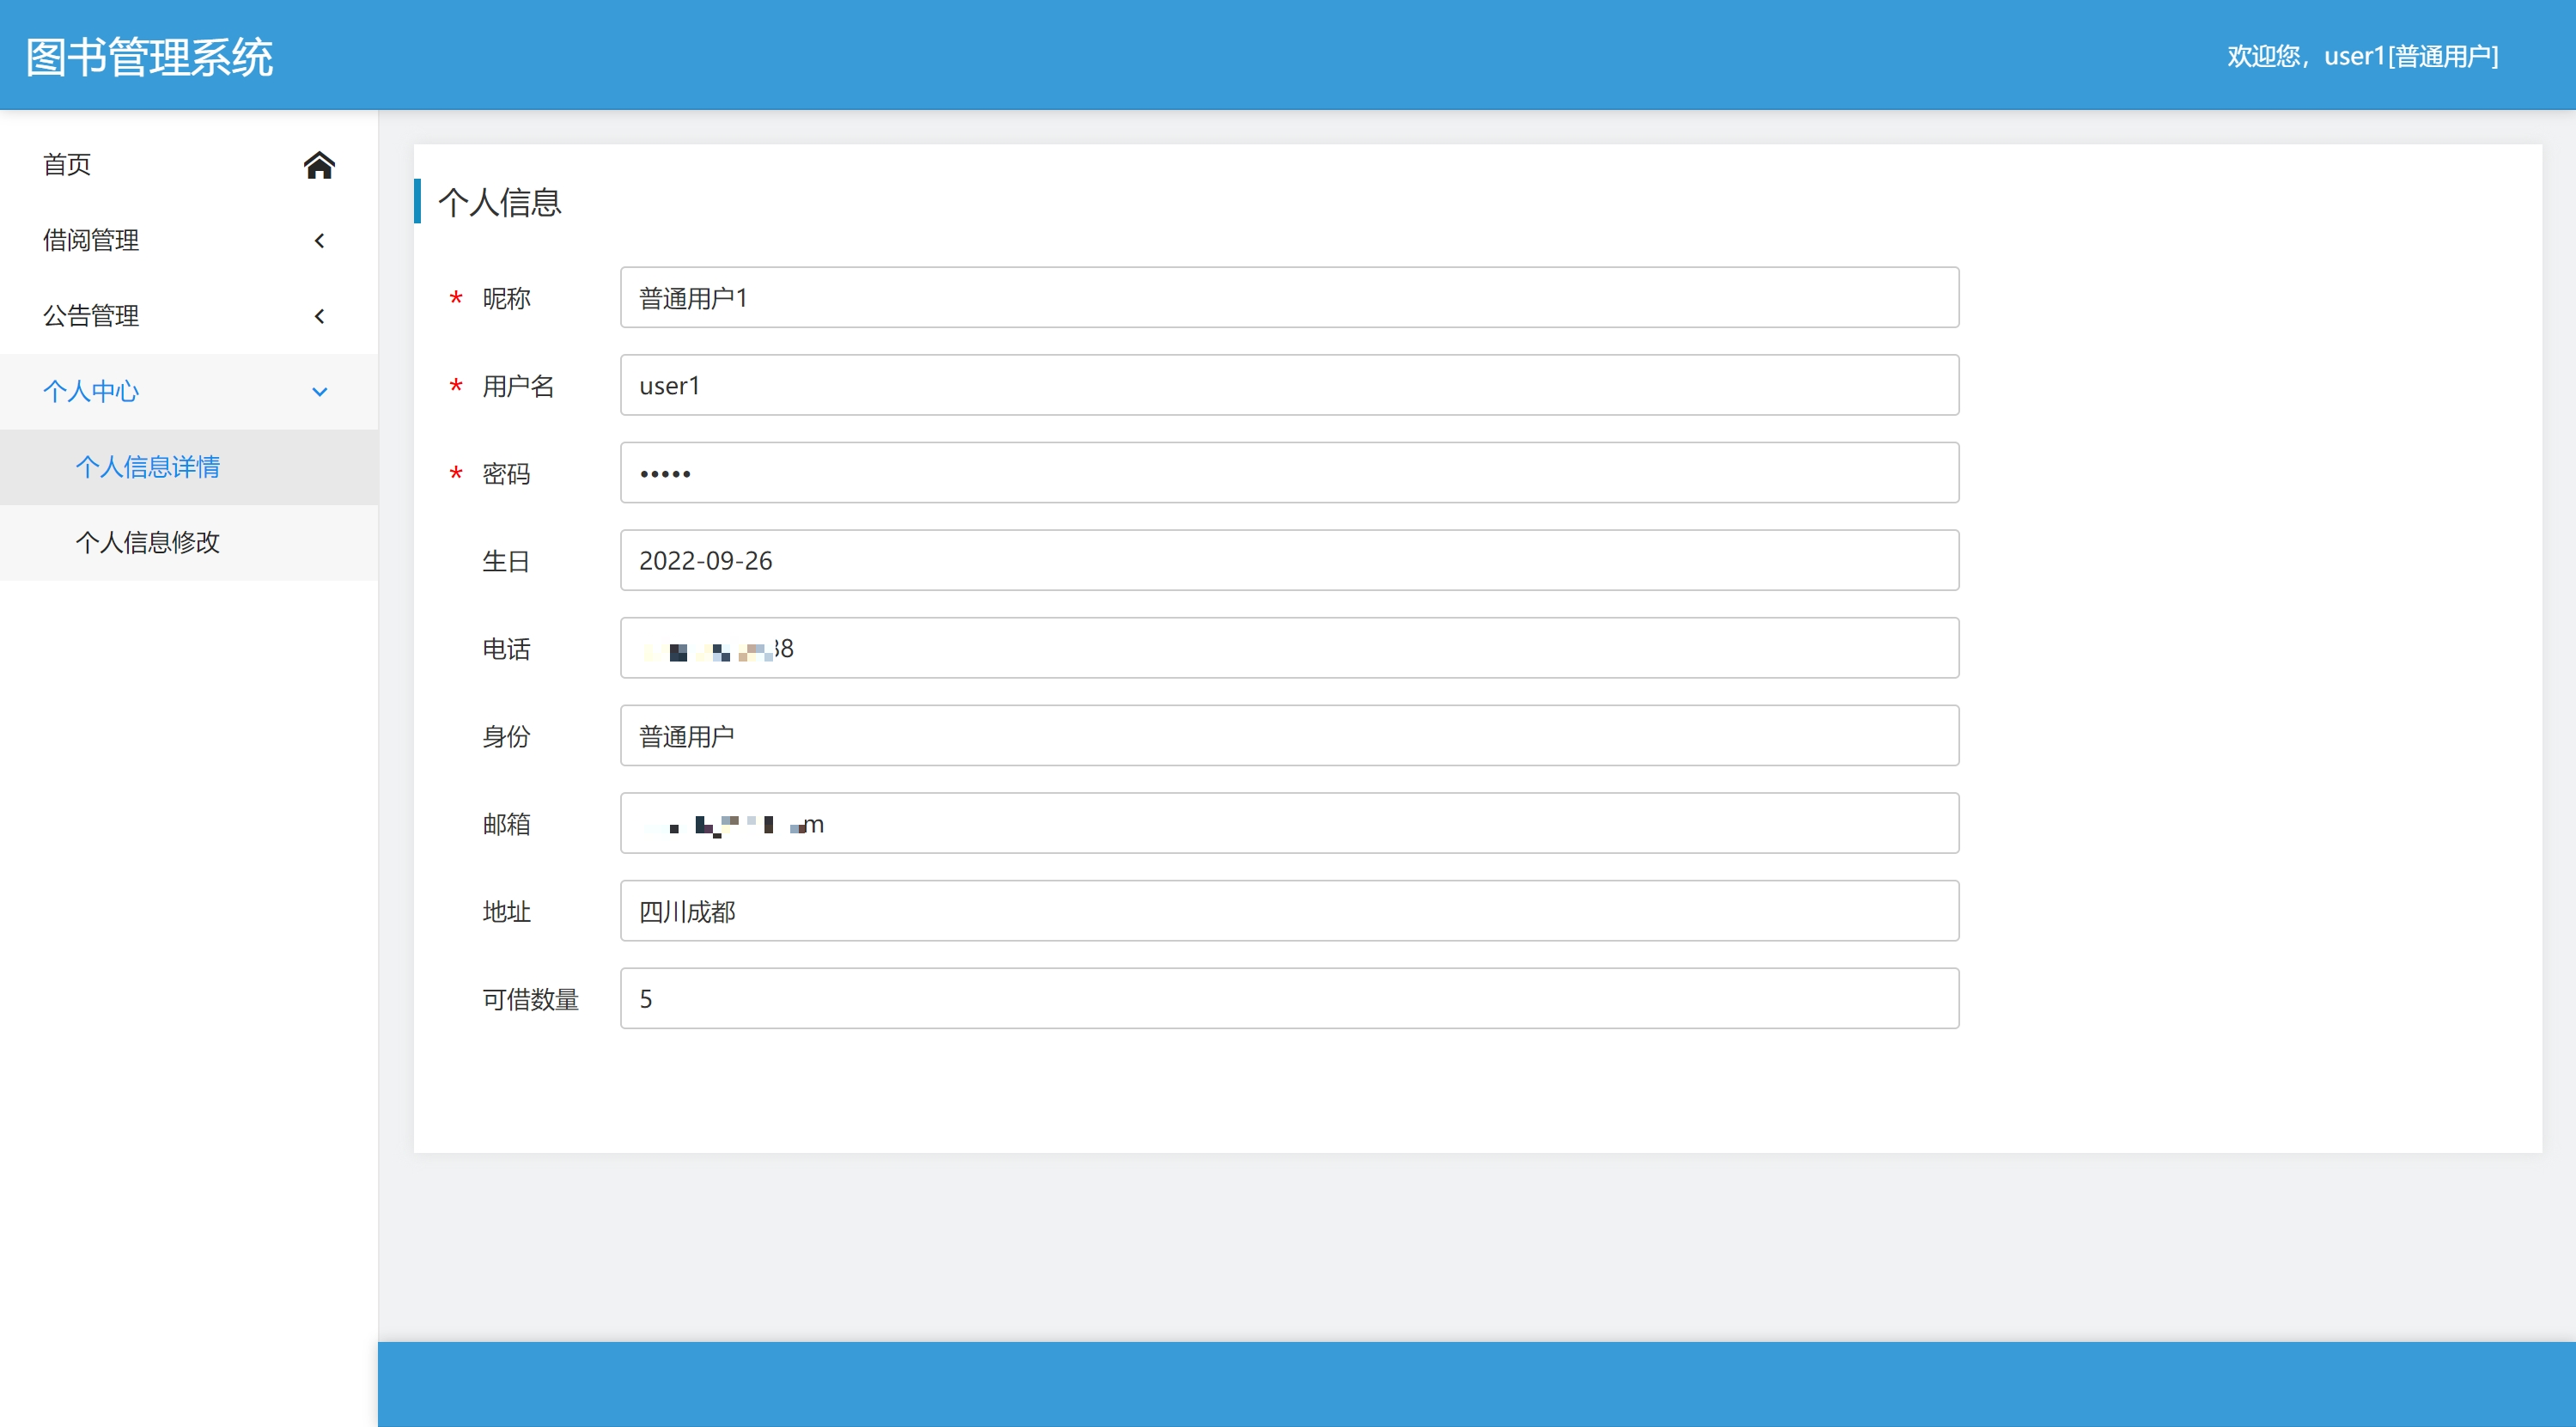 图书管理系统
欢迎您，user1[普通用户]
首页
借阅管理
公告管理
个人中心
个人信息详情
个人信息修改
个人信息
* 昵称 普通用户1
* 用户名 user1
* 密码 •••••
生日 2022-09-26
电话 8
身份 普通用户
邮箱 m
地址 四川成都
可借数量 5